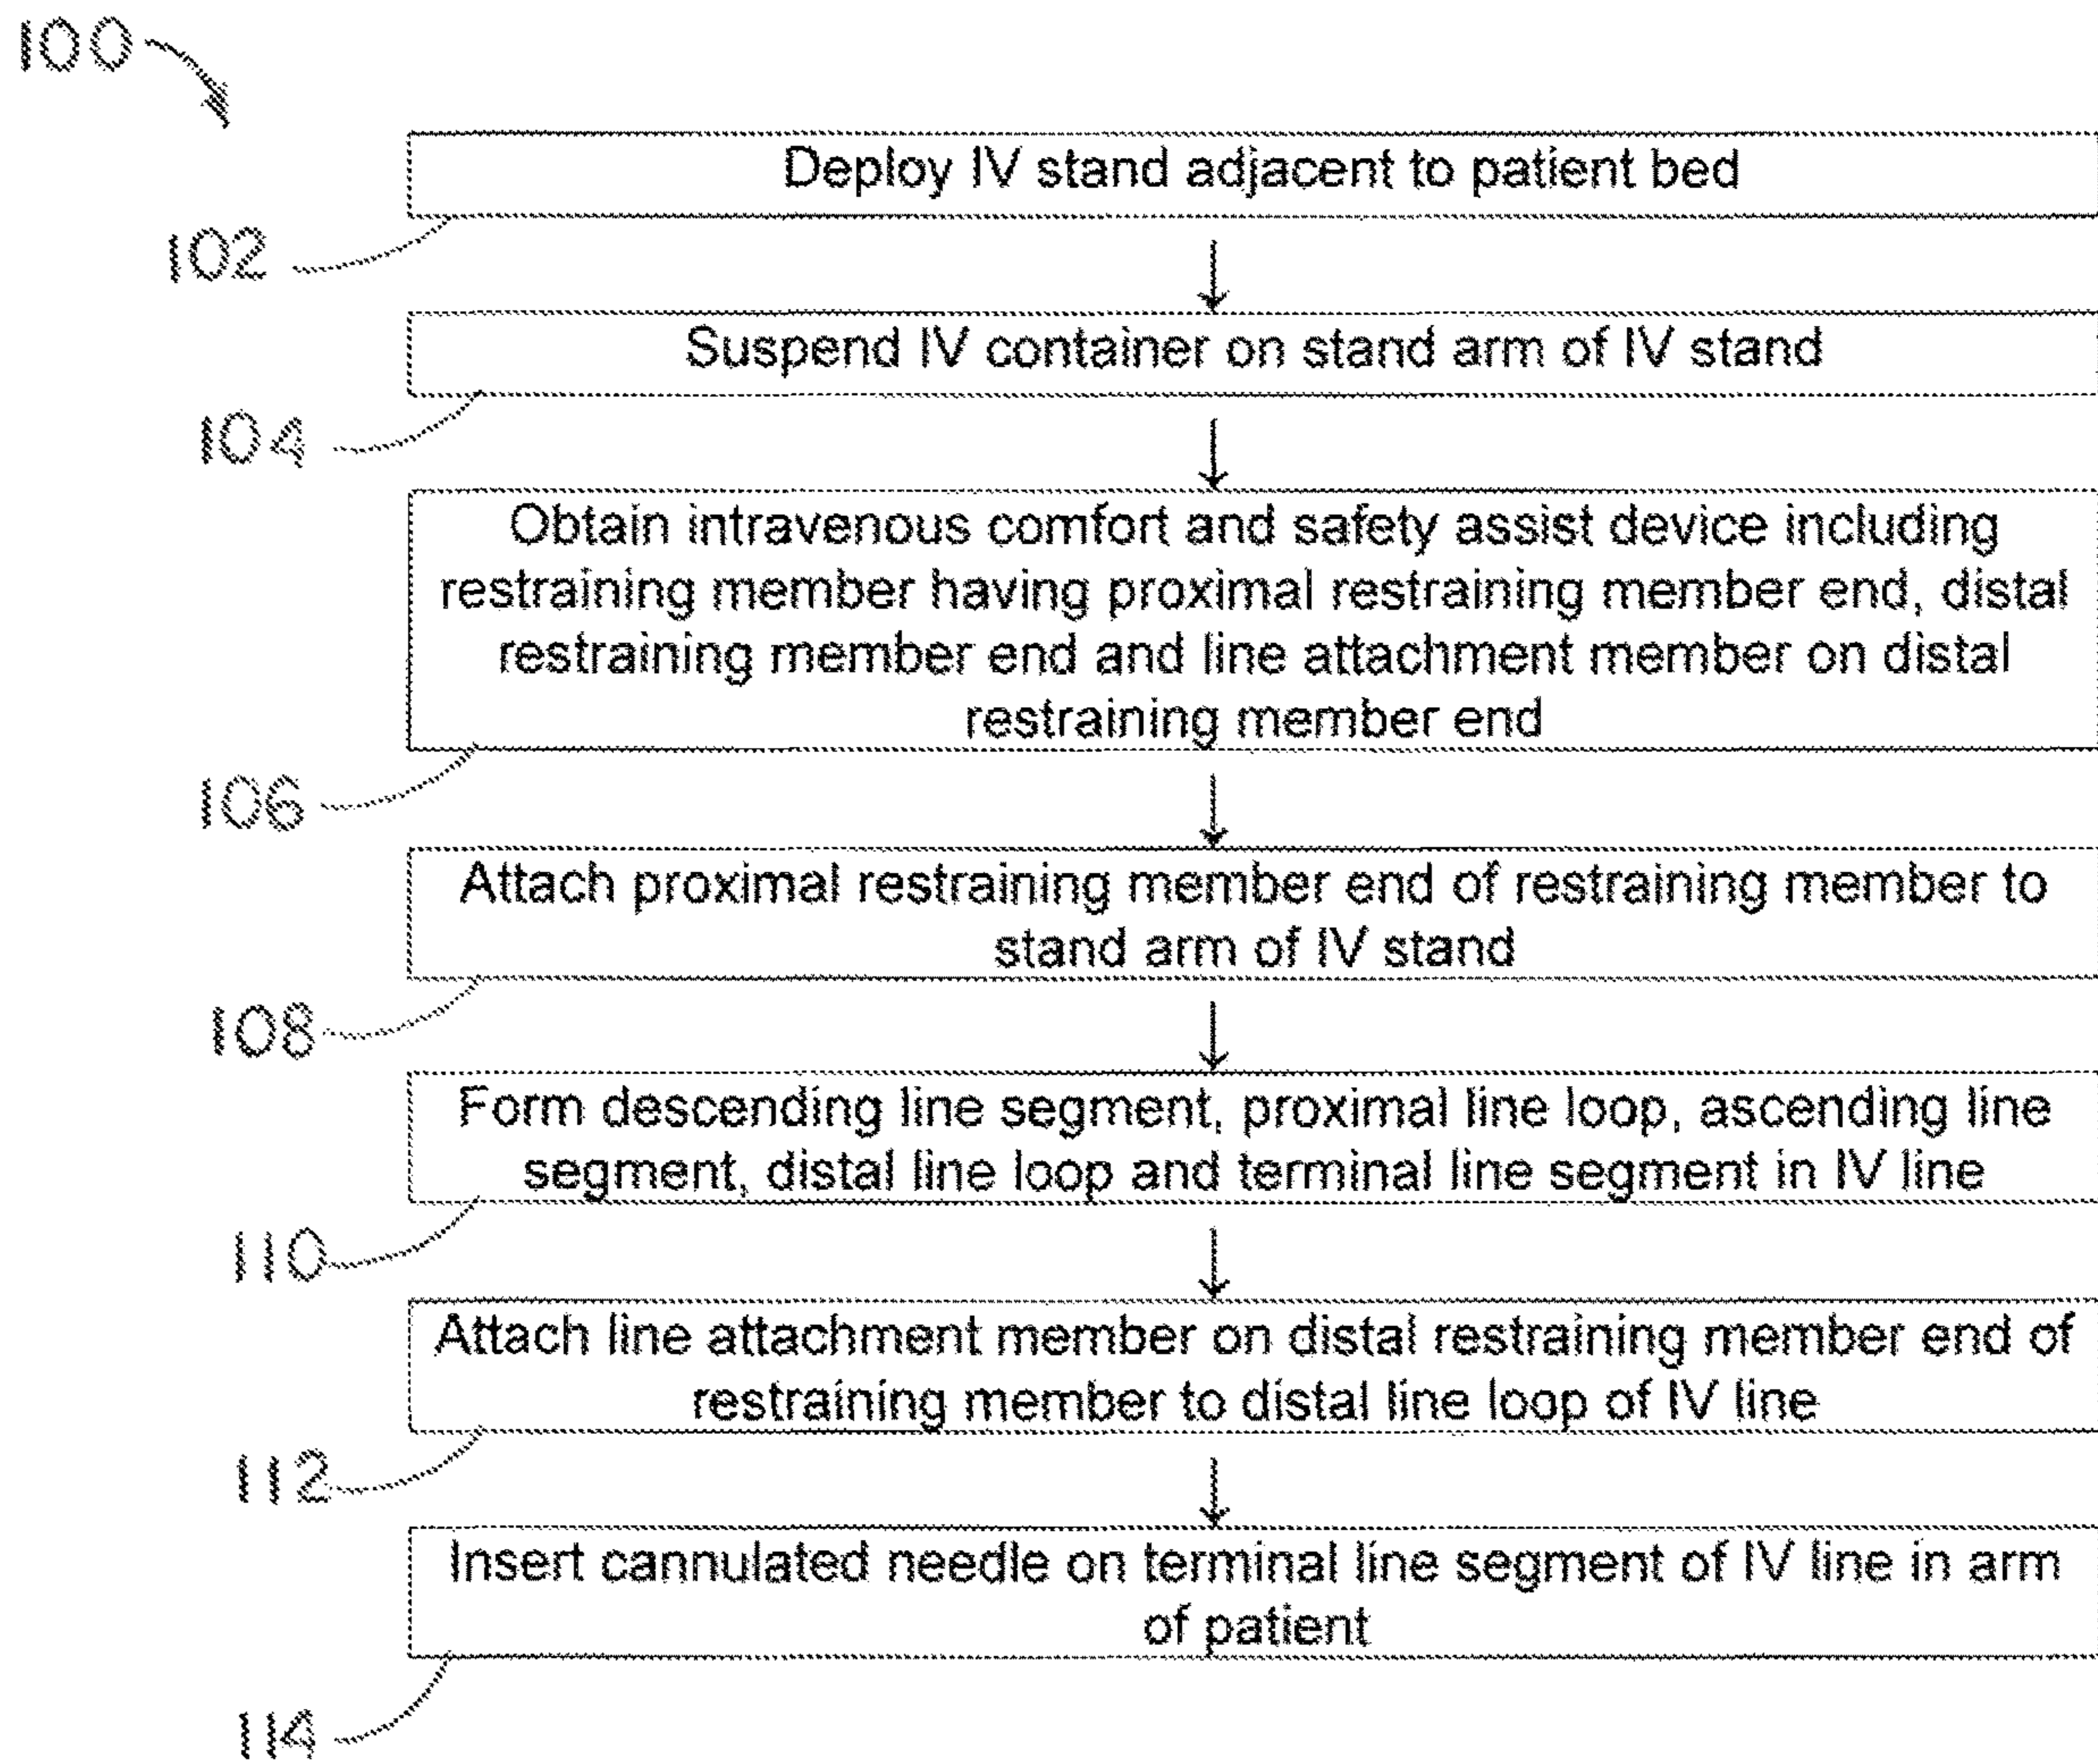 100
Deploy IV stand adjacent to patient bed
102
Suspend IV container on stand arm of IV stand
104
Obtain intravenous comfort and safety assist device including
restraining member having proximal restraining member end, distal
restraining member end and line attachment member on distal
restraining member end
106
Attach proximal restraining member end of restraining member to
stand arm of IV stand
108
Form descending line segment, proximal line loop, ascending line
segment, distal line loop and terminal line segment in IV line
110
Attach line attachment member on distal restraining member end of
restraining member to distal line loop of IV line
112
Insert cannulated needle on terminal line segment of IV line in arm
of patient
114